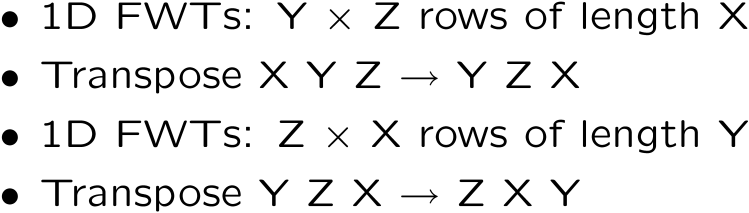 • 1D FWTs: Y × Z rows of length X
• Transpose X Y Z → Y Z X
• 1D FWTs: Z × X rows of length Y
• Transpose Y Z X → Z X Y